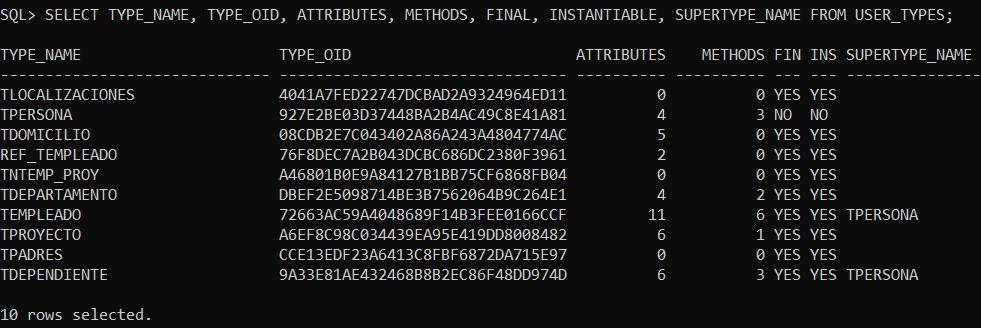 SQL> SELECT TYPE_NAME, TYPE_OID, ATTRIBUTES, METHODS, FINAL, INSTANTIABLE, SUPERTYPE_NAME FROM USER_TYPES;
TYPE_NAME TYPE_OID ATTRIBUTES METHODS FIN INS SUPERTYPE_NAME
------------------------------ -------------------------------- ---------- ---------- --- --- ---------------
TLOCALIZACIONES 4041A7FED22747DCBAD2A9324964ED11 0 0 YES YES
TPERSONA 927E2BE03D37448BA2B4AC49C8E41A81 4 3 NO NO
TDOMICILIO 08CDB2E7C043402A86A243A4804774AC 5 0 YES YES
REF_TEMPLEADO 76F8DEC7A2B043DCBC686DC2380F3961 2 0 YES YES
TNTEMP_PROY A46801B0E9A84127B1BB75CF6868FB04 0 0 YES YES
TDEPARTAMENTO DBEF2E5098714BE3B7562064B9C264E1 4 2 YES YES
TEMPLEADO 72663AC59A4048689F14B3FEE0166CCF 11 6 YES YES TPERSONA
TPROYECTO A6EF8C98C034439EA95E419DD8008482 6 1 YES YES
TPADRES CCE13EDF23A6413C8FBF6872DA715E97 0 0 YES YES
TDEPENDIENTE 9A33E81AE432468B8B2EC86F48DD974D 6 3 YES YES TPERSONA
10 rows selected.